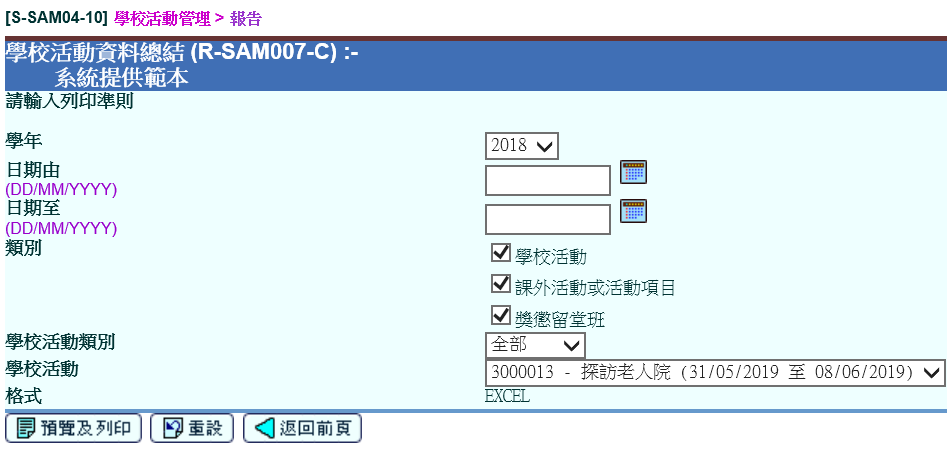 [S-SAM04-10] 學校活動管理 > 報告
學校活動資料總結 (R-SAM007-C) :-
系統提供範本
請輸入列印準則
學年 2018
日期由
(DD/MM/YYYY)
日期至
(DD/MM/YYYY)
類別 學校活動
課外活動或活動項目
獎懲留堂班
學校活動類別 全部
學校活動 3000013 - 探訪老人院 (31/05/2019 至 08/06/2019)
格式 EXCEL
預覽及列印 重設 返回前頁